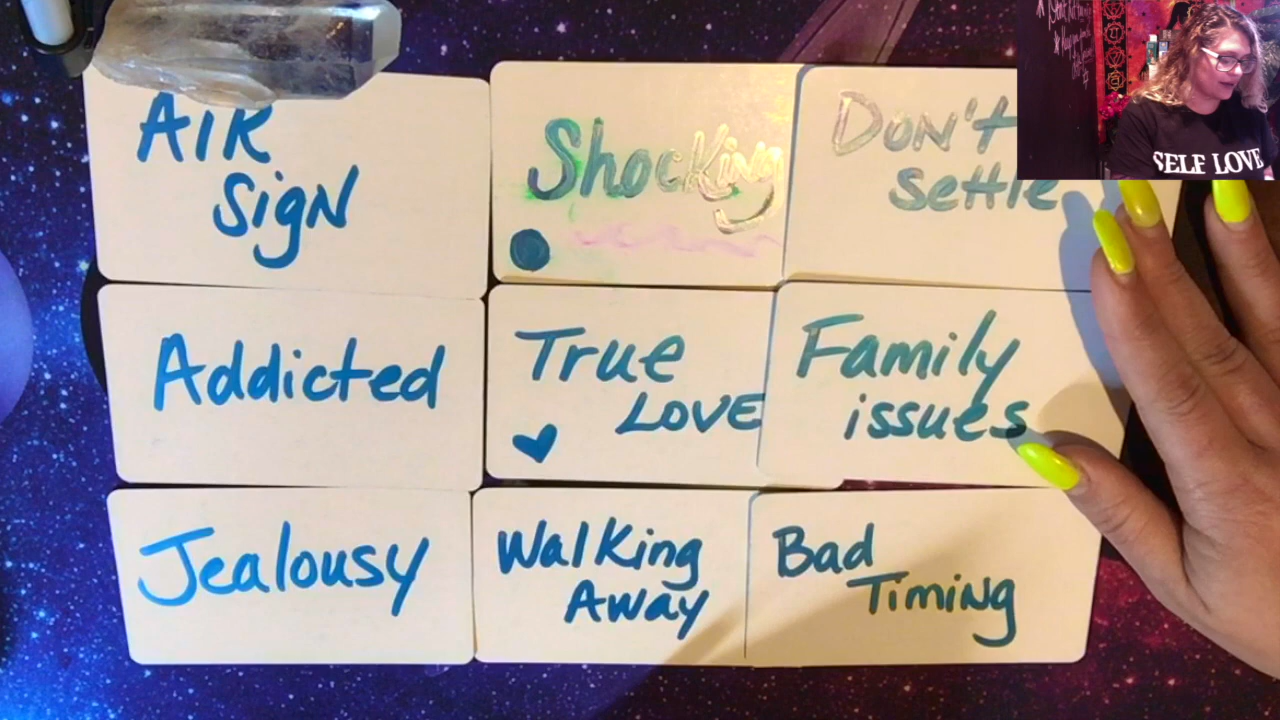 AIR
SigN
Shocking
DoN't
settle
Addicted
True
LOVE
Family
issues
Jealousy
Walking
Away
Bad
Timing
SELF LOVE